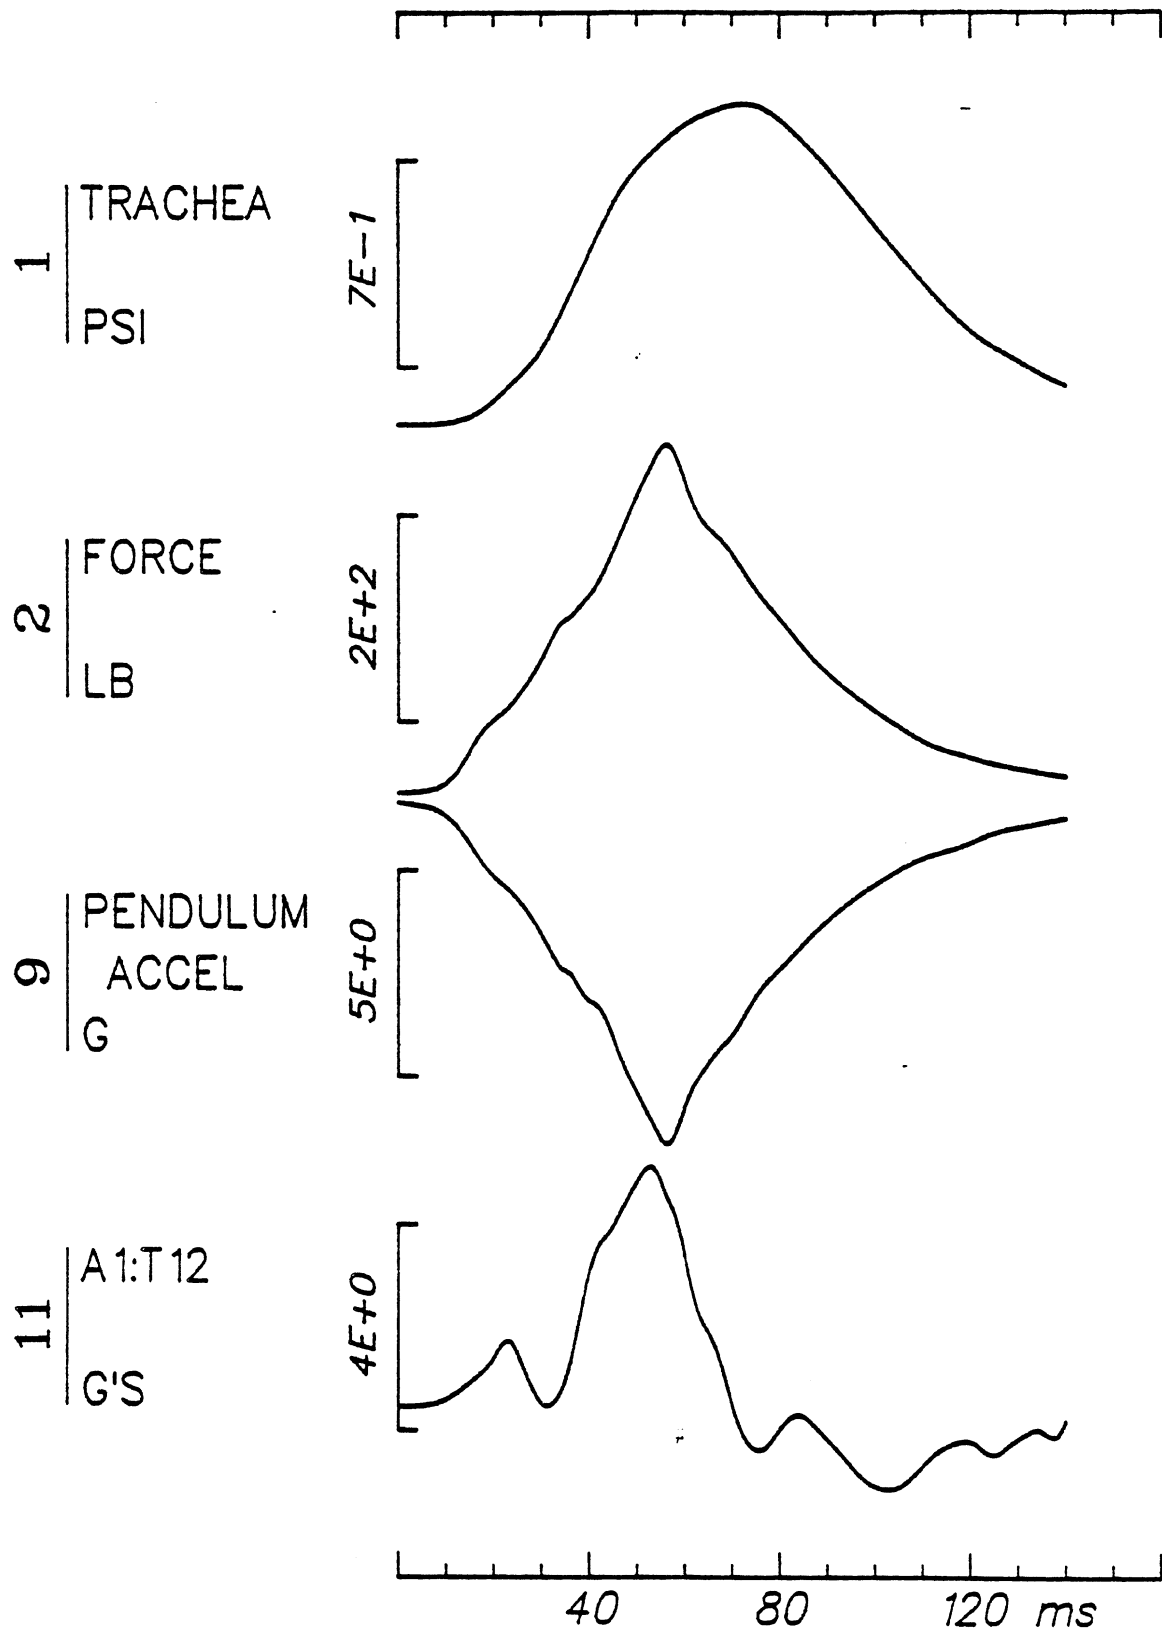 1
TRACHEA
PSI
7E-1
2
FORCE
LB
2E+2
9
PENDULUM
ACCEL
G
5E+0
11
A1:T12
G'S
4E+0
40 80 120 ms